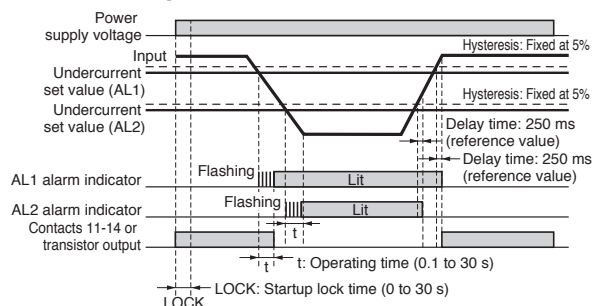 Power
supply voltage
Hysteresis: Fixed at 5%
Input
Undercurrent
set value (AL1)
Hysteresis: Fixed at 5%
Undercurrent
set value (AL2)
Delay time: 250 ms
(reference value)
Delay time: 250 ms
(reference value)
Flashing
Lit
AL1 alarm indicator
Flashing
Lit
AL2 alarm indicator
t
Contacts 11-14 or
transistor output
t
t: Operating time (0.1 to 30 s)
LOCK: Startup lock time (0 to 30 s)
LOCK